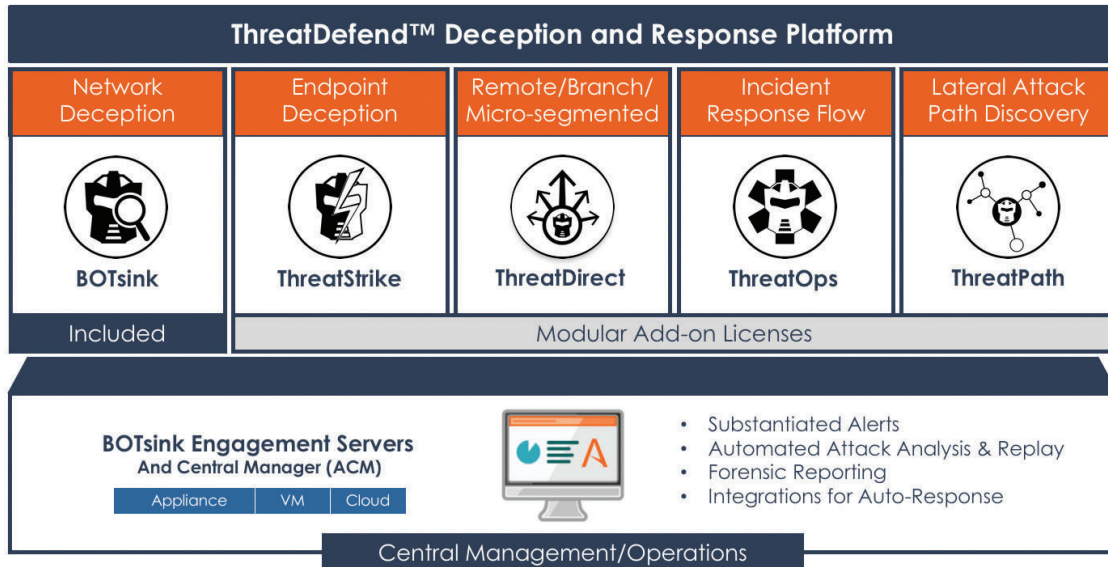 ThreatDefend™ Deception and Response Platform
Network
Deception
Endpoint
Deception
Remote/Branch/
Micro-segmented
Incident
Response Flow
Lateral Attack
Path Discovery
BOTsink
ThreatStrike
ThreatDirect
ThreatOps
ThreatPath
Included
Modular Add-on Licenses
BOTsink Engagement Servers
And Central Manager (ACM)
Appliance
VM
Cloud
• Substantiated Alerts
• Automated Attack Analysis & Replay
• Forensic Reporting
• Integrations for Auto-Response
Central Management/Operations